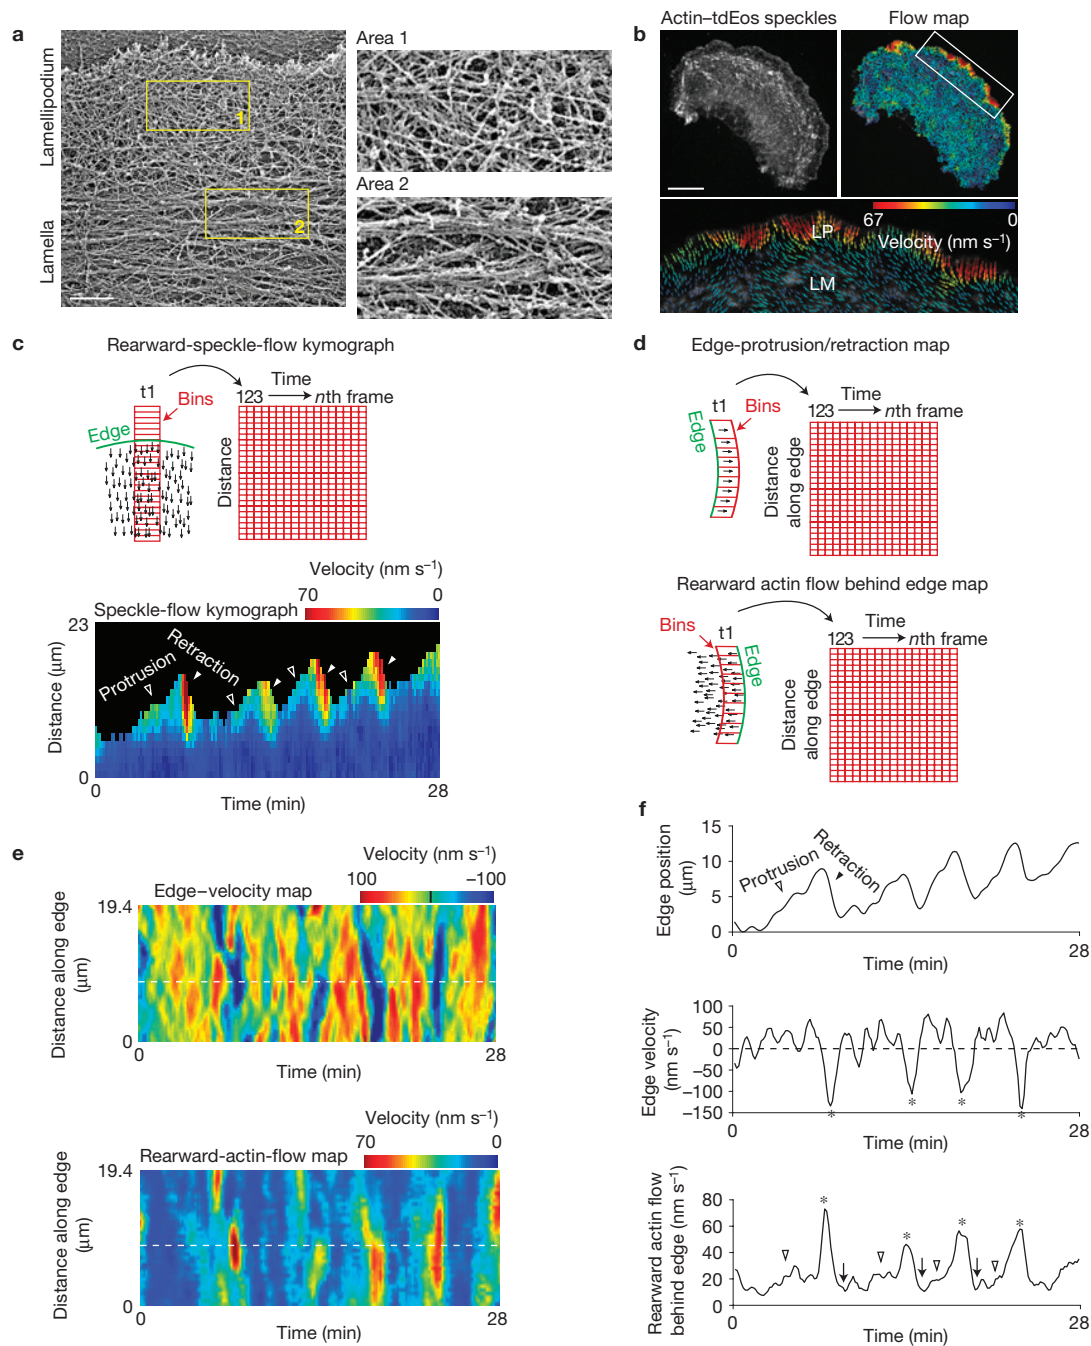 a
Lamellipodium
Lamella
1
2
Area 1
Area 2
b
Actin–tdEos speckles
Flow map
67
0
Velocity (nm s⁻¹)
LP
LM
c
Rearward-speckle-flow kymograph
t1
Bins
Edge
Time
123
nth frame
Distance
Velocity (nm s⁻¹)
70
0
Speckle-flow kymograph
23
Protrusion
Retraction
Distance (μm)
0
0
28
Time (min)
d
Edge-protrusion/retraction map
t1
Bins
Edge
Time
123
nth frame
Distance
along edge
Rearward actin flow behind edge map
Bins
t1
Edge
Time
123
nth frame
Distance
along edge
e
Velocity (nm s⁻¹)
Edge–velocity map
100
−100
19.4
Distance along edge
(μm)
0
0
28
Time (min)
Velocity (nm s⁻¹)
Rearward-actin-flow map
70
0
19.4
Distance along edge
(μm)
0
0
28
Time (min)
f
15
10
5
0
Edge position
(μm)
Protrusion
Retraction
0
28
Time (min)
100
50
0
−50
−100
−150
Edge velocity
(nm s⁻¹)
*
*
*
*
0
28
Time (min)
80
60
40
20
0
Rearward actin flow
behind edge (nm s⁻¹)
*
*
*
*
0
28
Time (min)